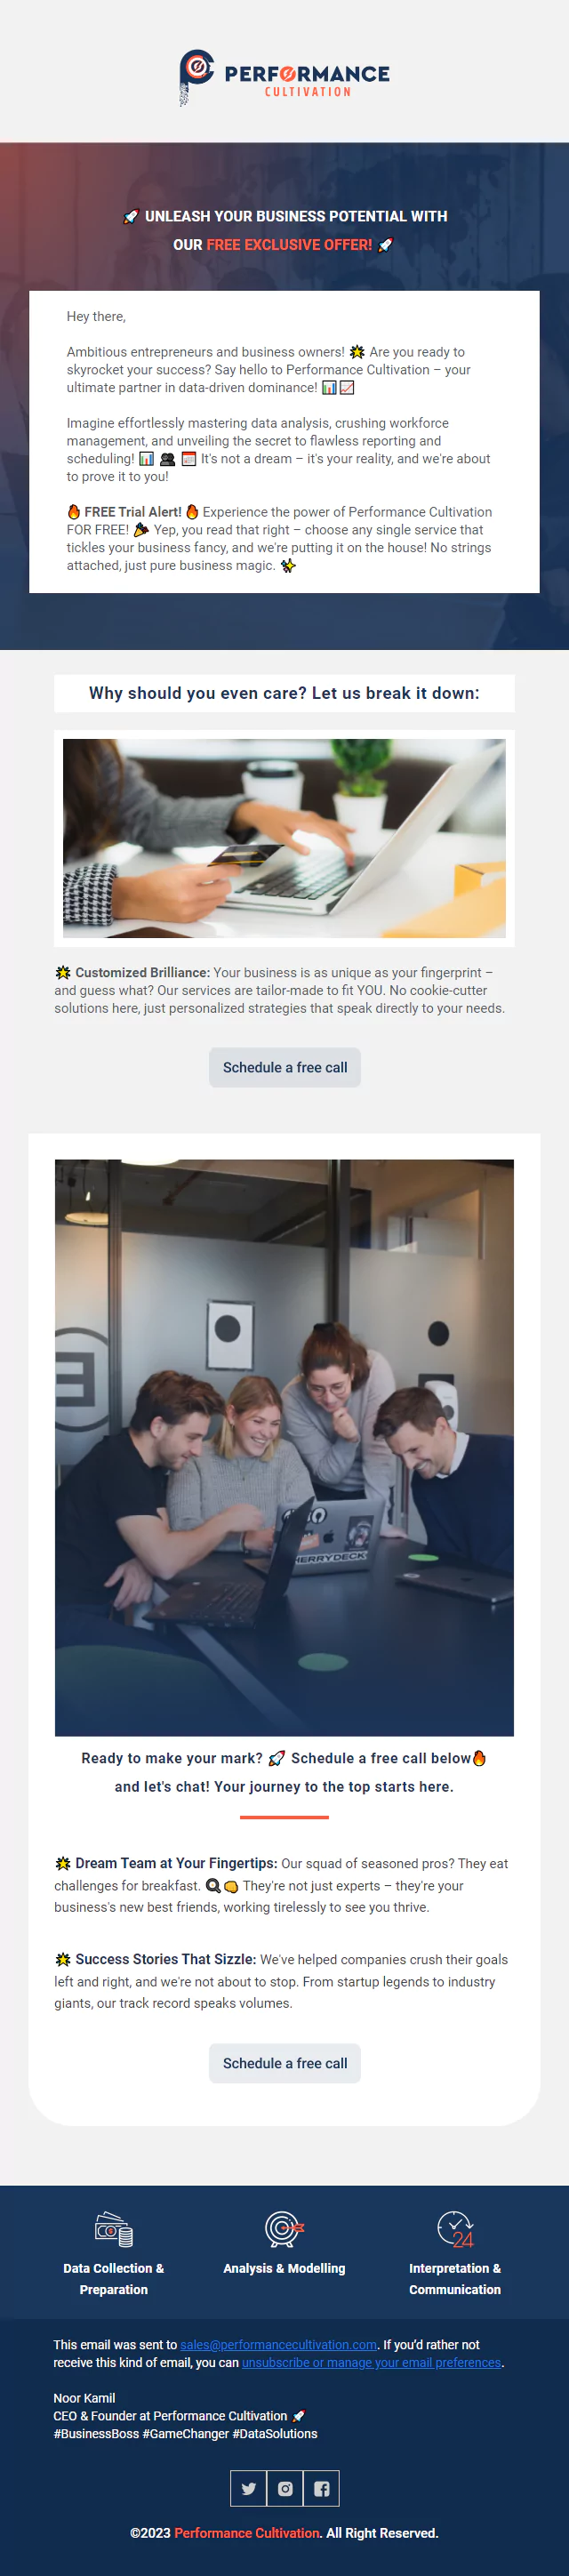 PERFORMANCE
CULTIVATION
🚀 UNLEASH YOUR BUSINESS POTENTIAL WITH
OUR FREE EXCLUSIVE OFFER! 🚀
Hey there,
Ambitious entrepreneurs and business owners! 🌟 Are you ready to
skyrocket your success? Say hello to Performance Cultivation – your
ultimate partner in data-driven dominance! 📊📈
Imagine effortlessly mastering data analysis, crushing workforce
management, and unveiling the secret to flawless reporting and
scheduling! 📊 👥 📅 It's not a dream – it's your reality, and we're about
to prove it to you!
🔥 FREE Trial Alert! 🔥 Experience the power of Performance Cultivation
FOR FREE! 🎉 Yep, you read that right – choose any single service that
tickles your business fancy, and we're putting it on the house! No strings
attached, just pure business magic. ✨
Why should you even care? Let us break it down:
🌟 Customized Brilliance: Your business is as unique as your fingerprint –
and guess what? Our services are tailor-made to fit YOU. No cookie-cutter
solutions here, just personalized strategies that speak directly to your needs.
Schedule a free call
HERRYDECK
Ready to make your mark? 🚀 Schedule a free call below🔥
and let's chat! Your journey to the top starts here.
🌟 Dream Team at Your Fingertips: Our squad of seasoned pros? They eat
challenges for breakfast. 🍳👊 They're not just experts – they're your
business's new best friends, working tirelessly to see you thrive.
🌟 Success Stories That Sizzle: We've helped companies crush their goals
left and right, and we're not about to stop. From startup legends to industry
giants, our track record speaks volumes.
Schedule a free call
24
Data Collection &
Preparation
Analysis & Modelling
Interpretation &
Communication
This email was sent to sales@performancecultivation.com. If you'd rather not
receive this kind of email, you can unsubscribe or manage your email preferences.
Noor Kamil
CEO & Founder at Performance Cultivation 🚀
#BusinessBoss #GameChanger #DataSolutions
©2023 Performance Cultivation. All Right Reserved.